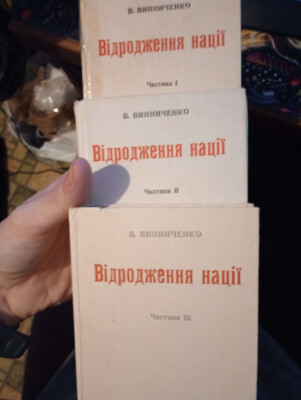 В. ВИННИЧЕНКО
Відродження нації
Частина I
В. ВИННИЧЕНКО
Відродження нації
Частина II
В. ВИННИЧЕНКО
Відродження нації
Частина III